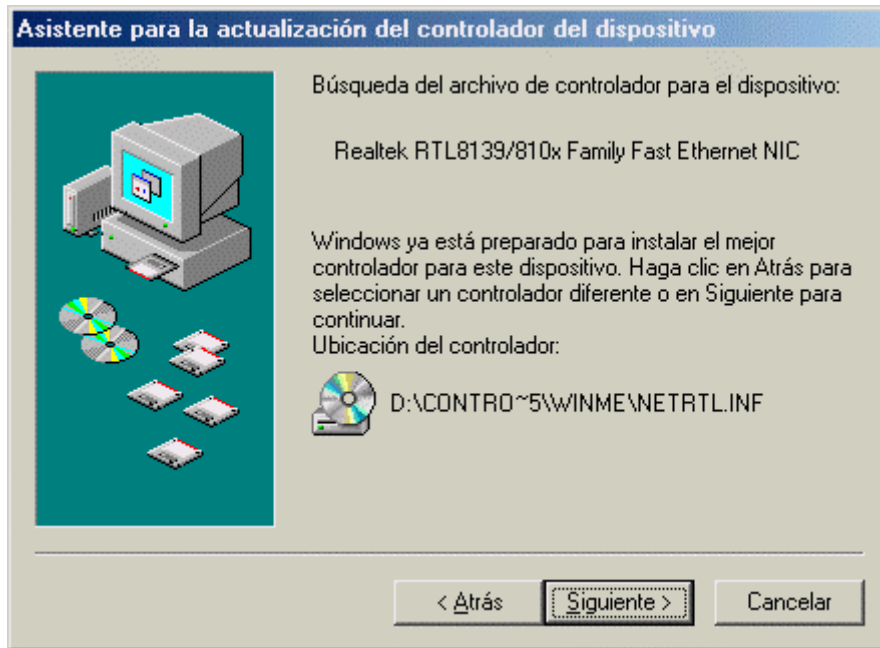 Asistente para la actualización del controlador del dispositivo
Búsqueda del archivo de controlador para el dispositivo:
Realtek RTL8139/810x Family Fast Ethernet NIC
Windows ya está preparado para instalar el mejor
controlador para este dispositivo. Haga clic en Atrás para
seleccionar un controlador diferente o en Siguiente para
continuar.
Ubicación del controlador:
D:\CONTRO~5\WINME\NETRTL.INF
< Atrás
Siguiente >
Cancelar